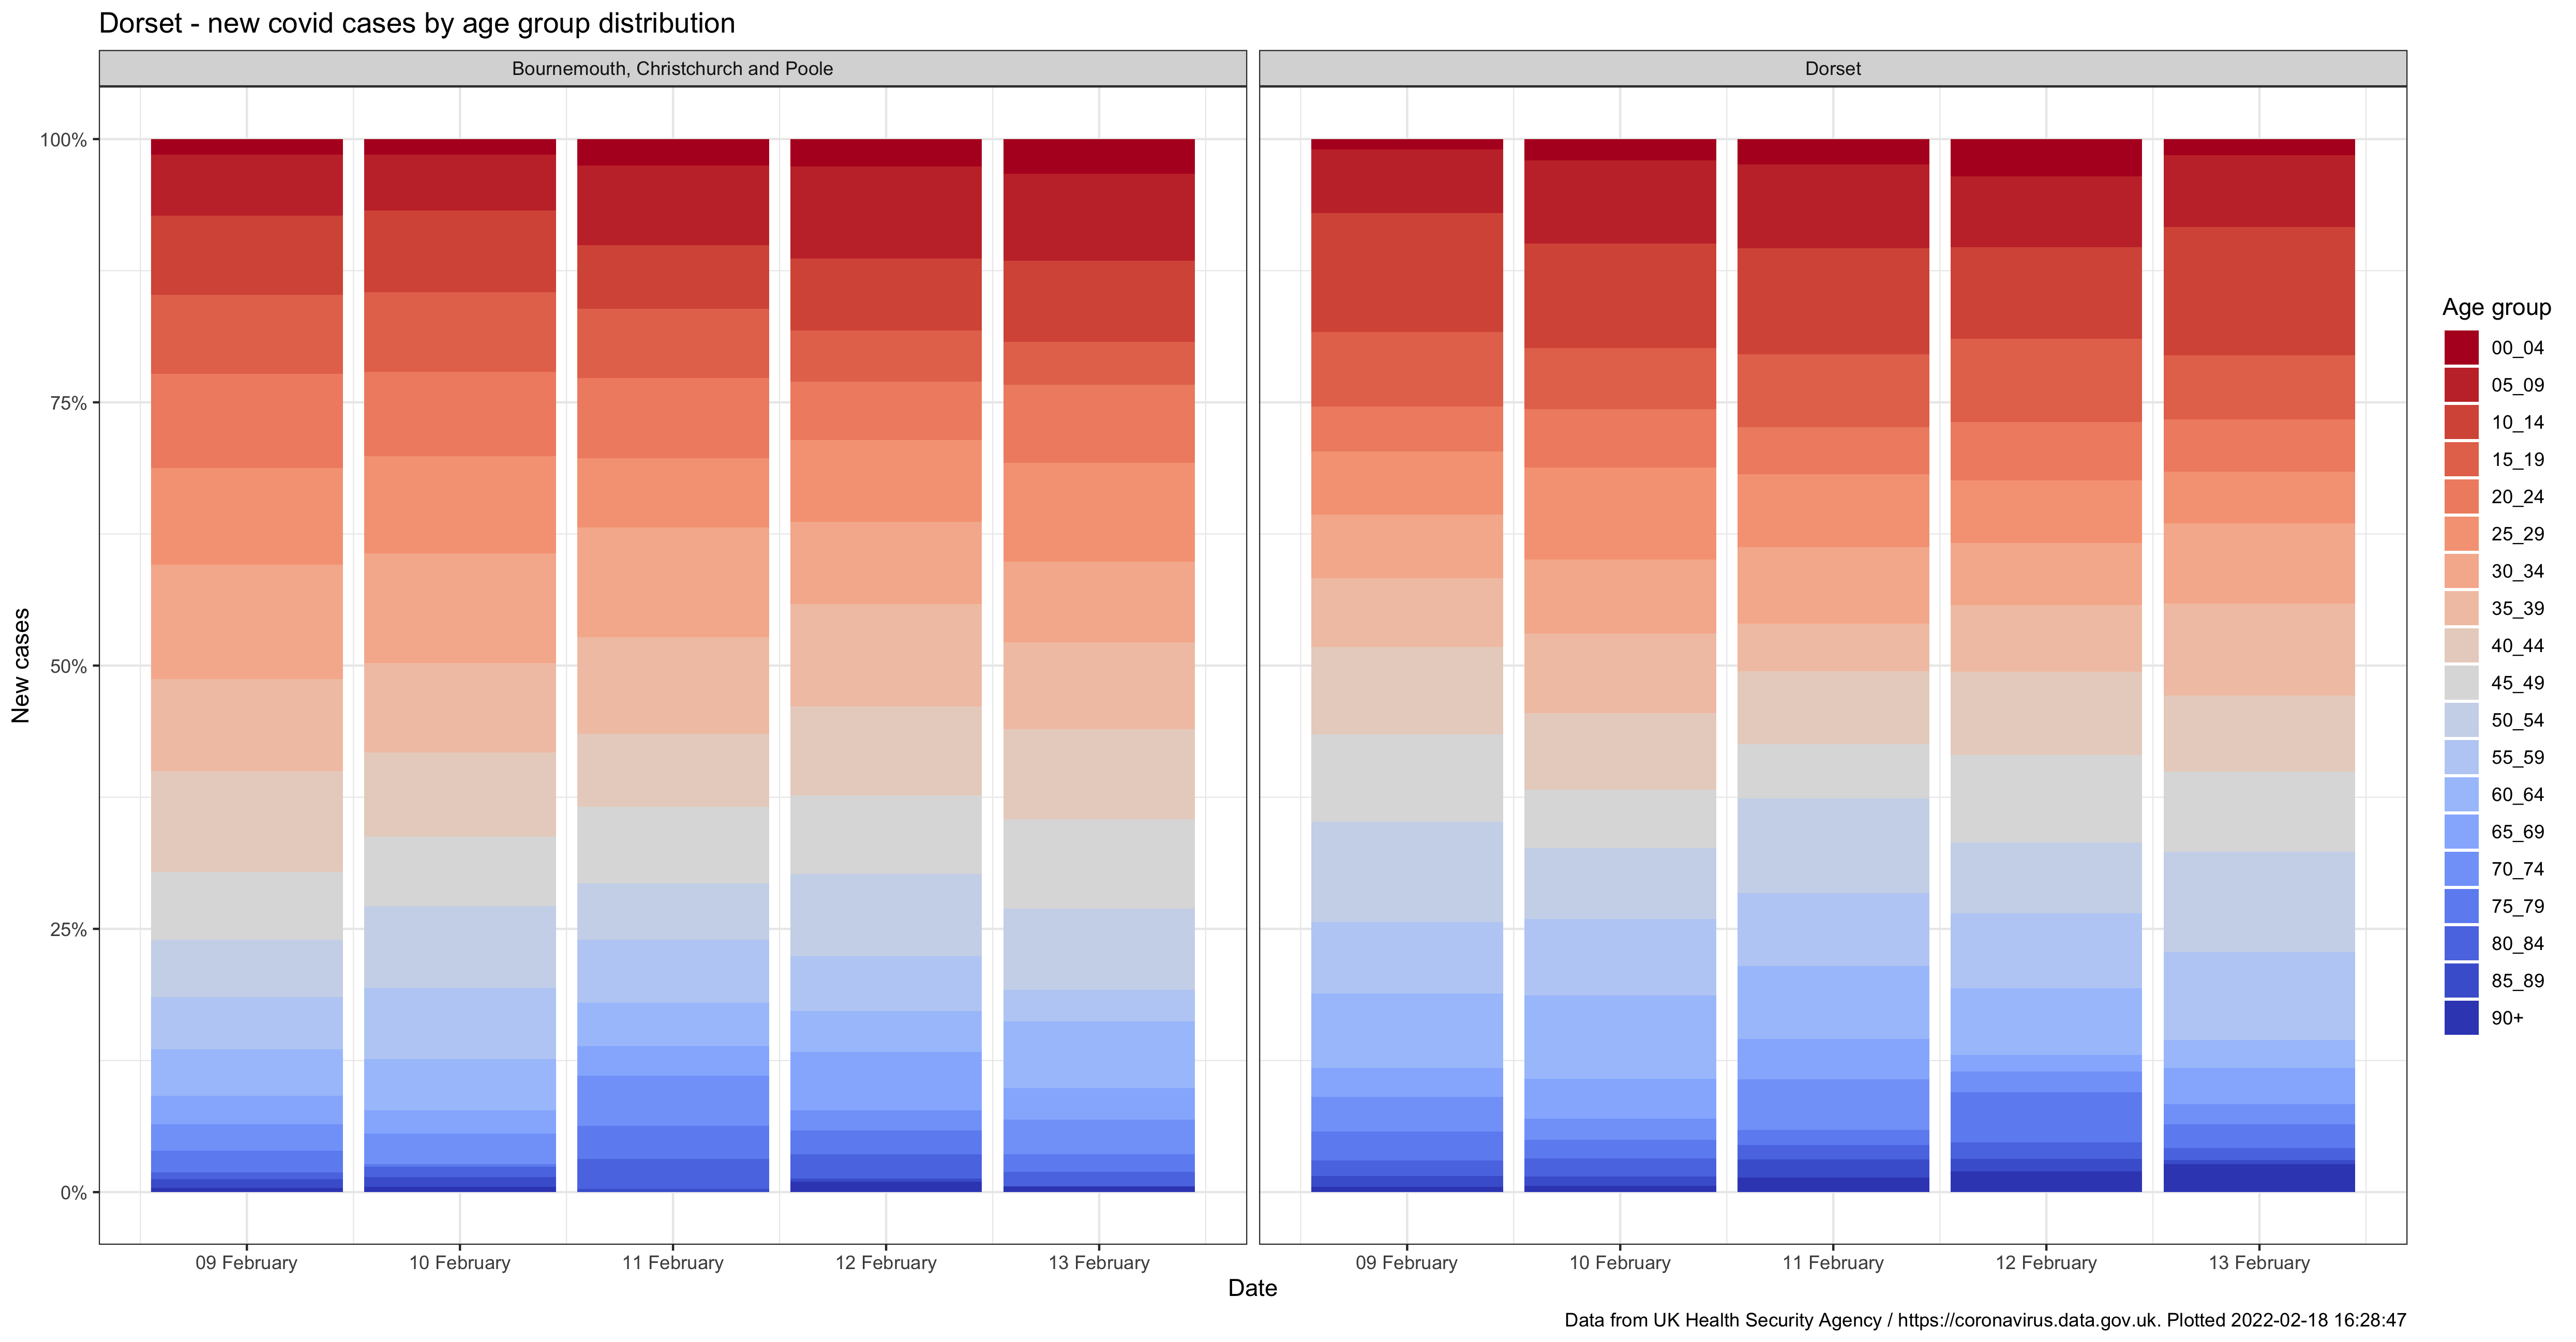 Dorset - new covid cases by age group distribution
Bournemouth, Christchurch and Poole
Dorset
New cases
100%
75%
50%
25%
0%
09 February
10 February
11 February
12 February
13 February
09 February
10 February
11 February
12 February
13 February
Date
Age group
00_04
05_09
10_14
15_19
20_24
25_29
30_34
35_39
40_44
45_49
50_54
55_59
60_64
65_69
70_74
75_79
80_84
85_89
90+
Data from UK Health Security Agency / https://coronavirus.data.gov.uk. Plotted 2022-02-18 16:28:47